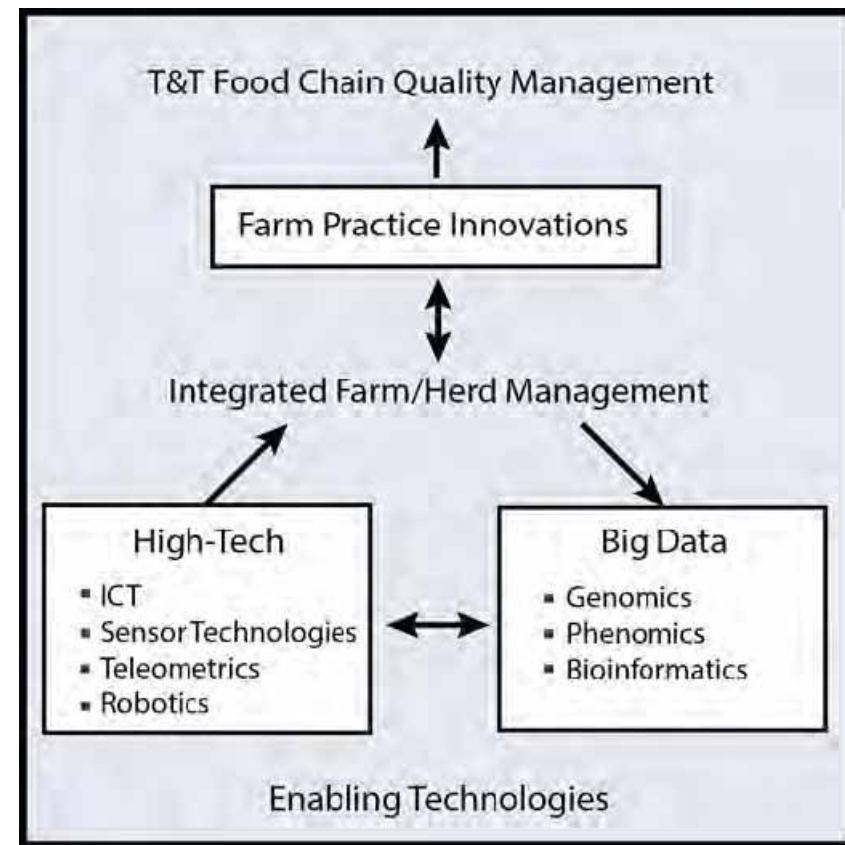 T&T Food Chain Quality Management
Farm Practice Innovations
Integrated Farm/Herd Management
High-Tech
▪ ICT
▪ Sensor Technologies
▪ Teleometrics
▪ Robotics
Big Data
▪ Genomics
▪ Phenomics
▪ Bioinformatics
Enabling Technologies